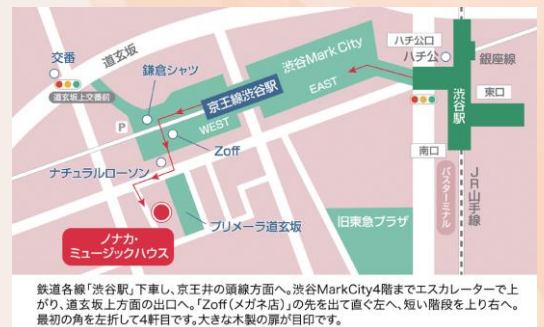 交番
道玄坂
道玄坂上交番前
鎌倉シャツ
渋谷Mark City
ハチ公口
ハチ公
銀座線
京王線渋谷駅
EAST
WEST
渋谷駅
東口
P
Zoff
南口
ナチュラルローソン
バスターミナル
JR山手線
プリメーラ道玄坂
旧東急プラザ
ノナカ・
ミュージックハウス
鉄道各線「渋谷駅」下車し、京王井の頭線方面へ。渋谷MarkCity4階までエスカレーターで上
がり、道玄坂上方面の出口へ。「Zoff(メガネ店)」の先を出て直ぐ左へ、短い階段を上り右へ。
最初の角を左折して4軒目です。大きな木製の扉が目印です。